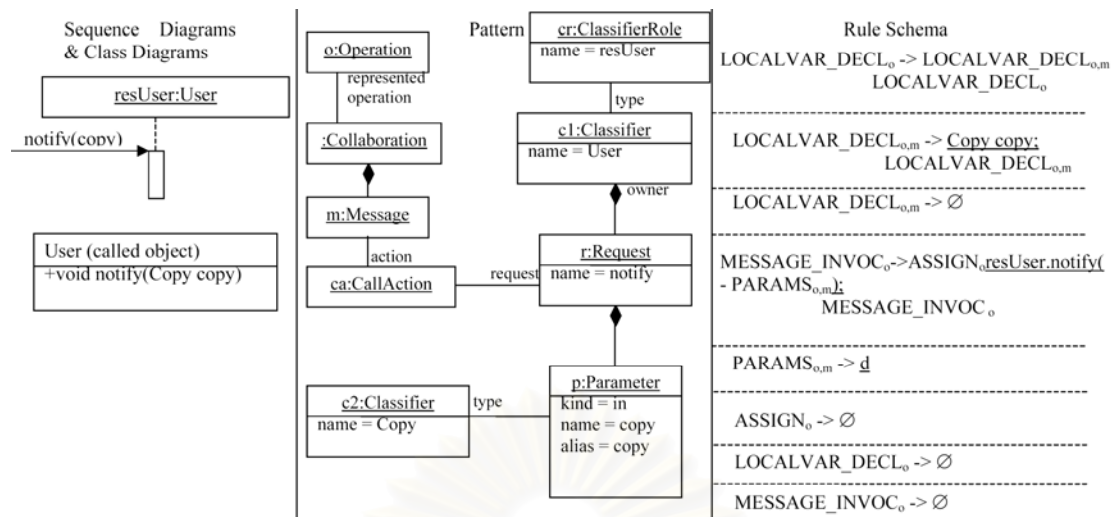 Sequence Diagrams
& Class Diagrams
resUser:User
notify(copy)
User (called object)
+void notify(Copy copy)
Pattern
o:Operation
represented
operation
:Collaboration
m:Message
action
ca:CallAction
request
cr:ClassifierRole
name = resUser
type
c1:Classifier
name = User
owner
r:Request
name = notify
c2:Classifier
name = Copy
type
p:Parameter
kind = in
name = copy
alias = copy
Rule Schema
LOCALVAR_DECLo -> LOCALVAR_DECLo,m
LOCALVAR_DECLo
LOCALVAR_DECLo,m -> Copy copy;
LOCALVAR_DECLo,m
LOCALVAR_DECLo,m -> ∅
MESSAGE_INVOCo->ASSIGNoresUser.notify(
- PARAMSo,m);
MESSAGE_INVOCo
PARAMSo,m -> d
ASSIGNo -> ∅
LOCALVAR_DECLo -> ∅
MESSAGE_INVOCo -> ∅